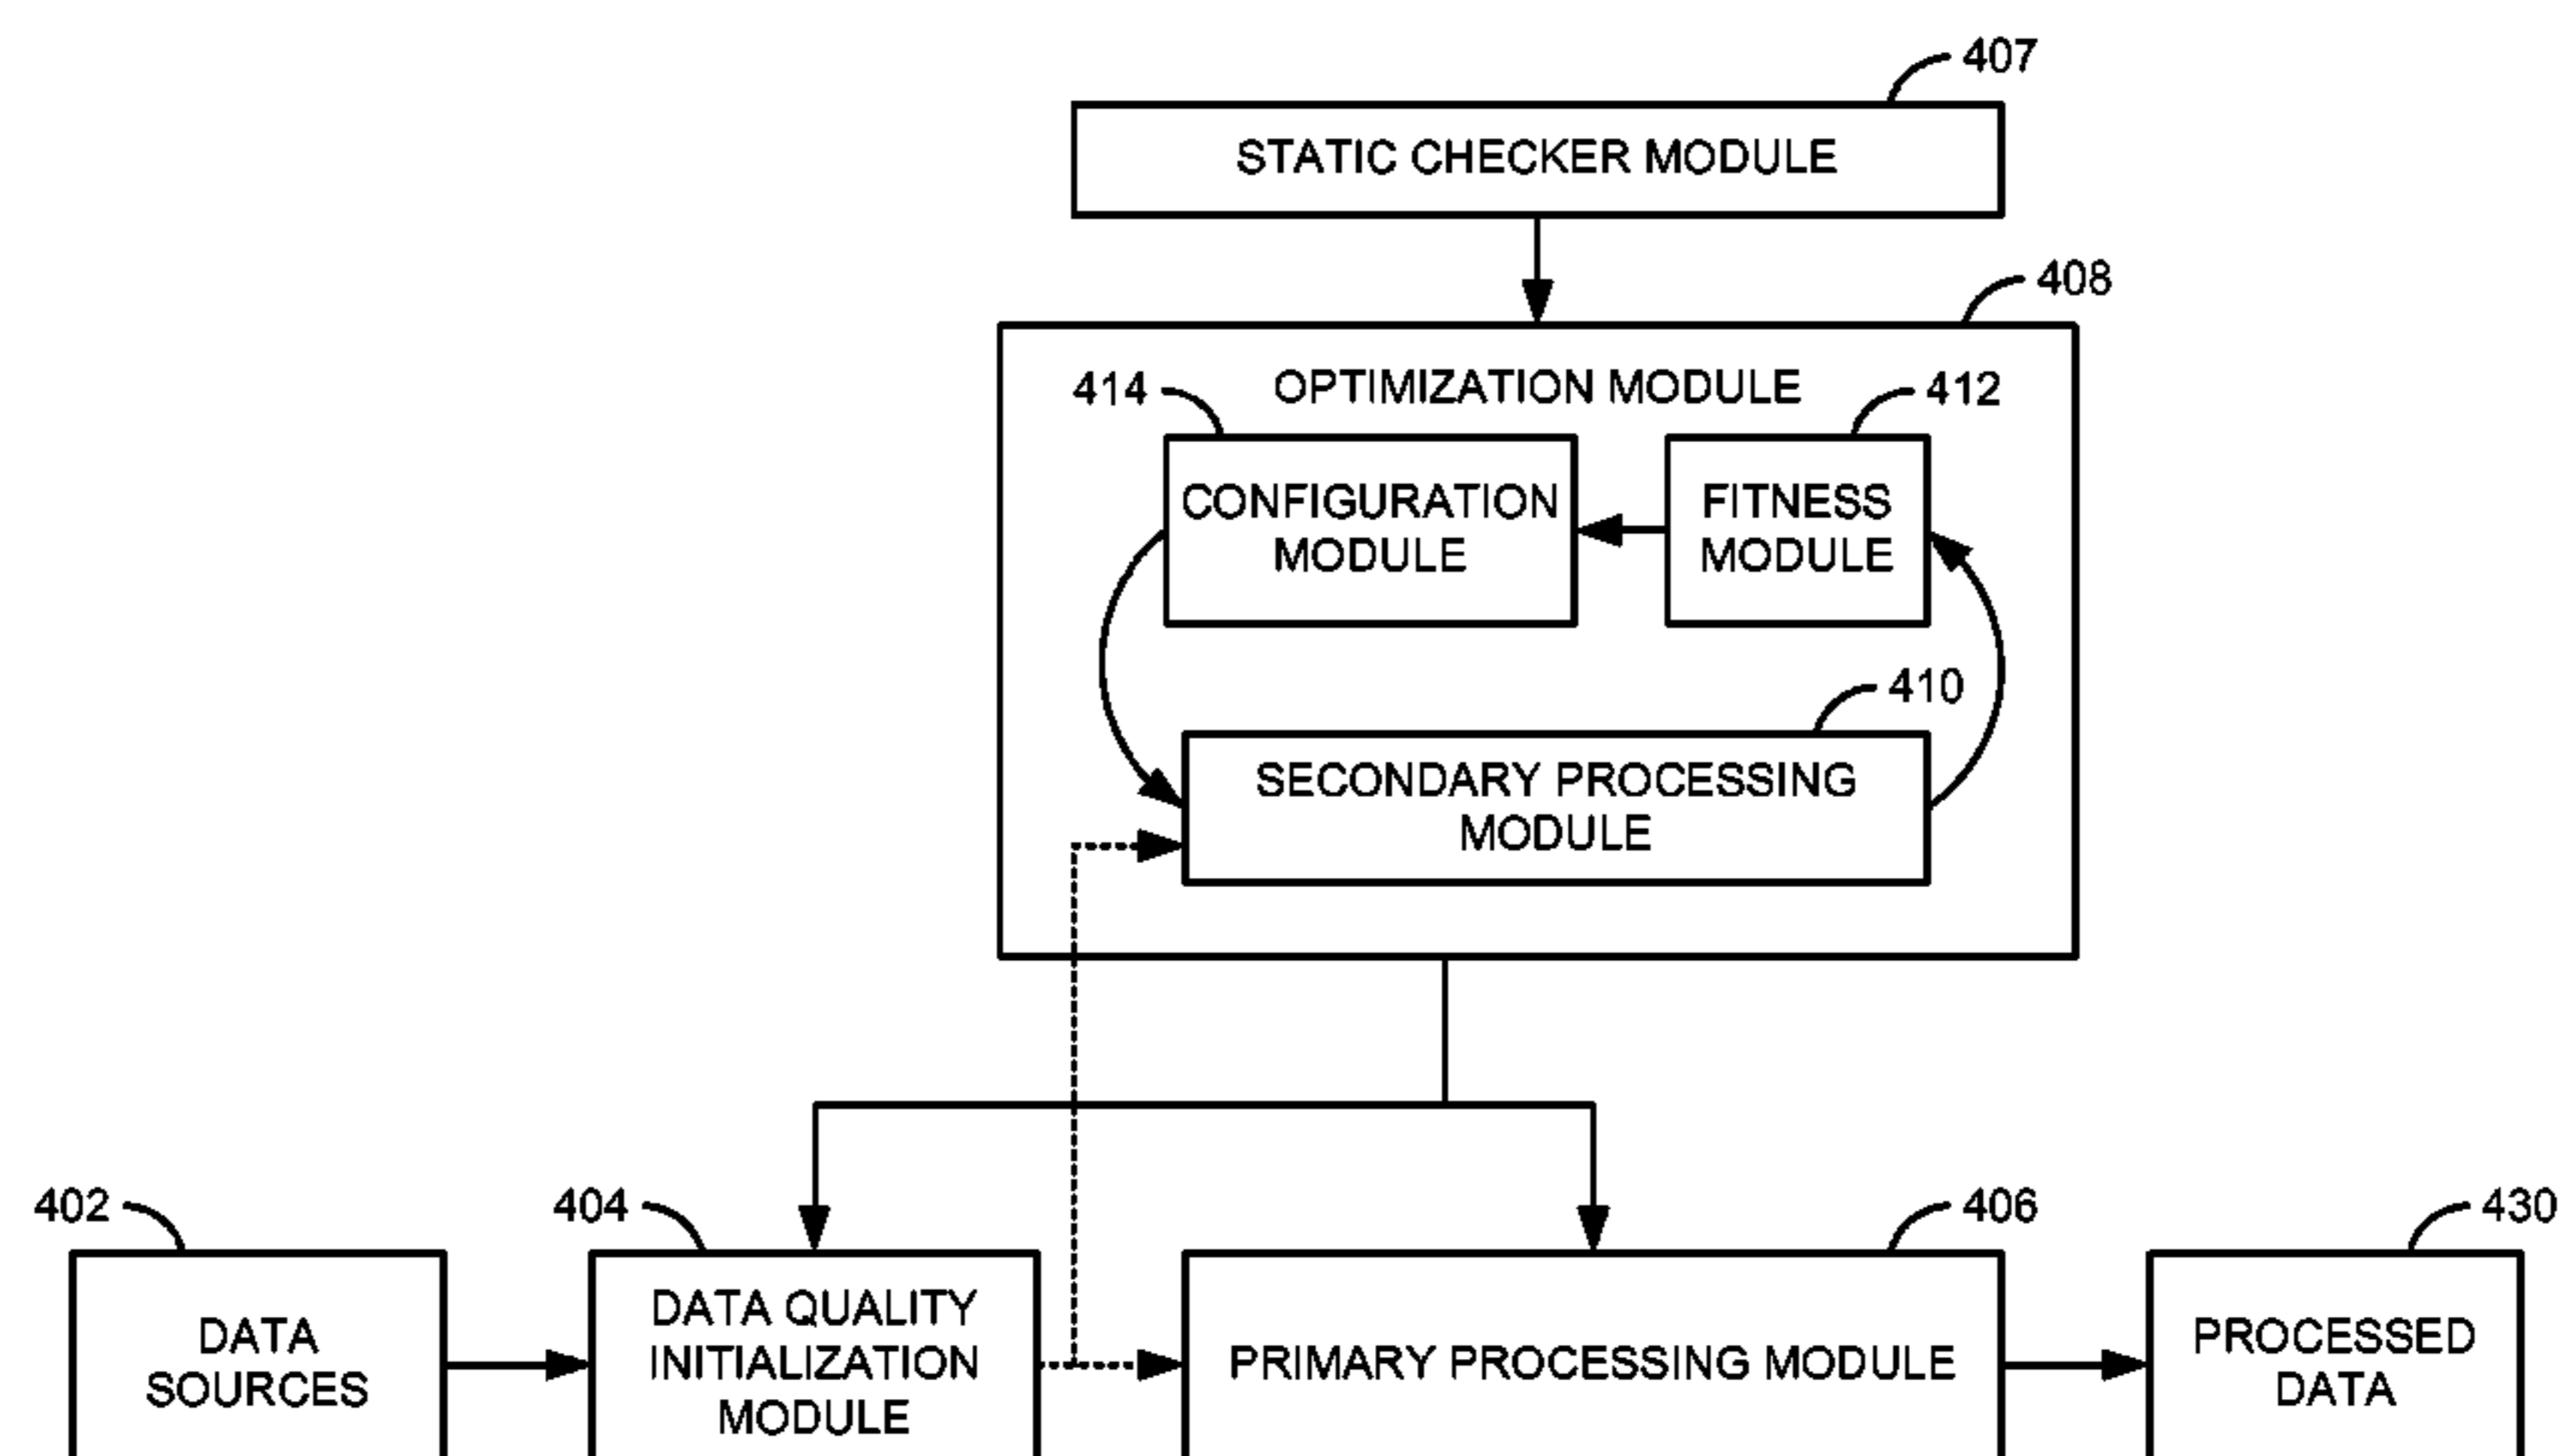 407
STATIC CHECKER MODULE
408
OPTIMIZATION MODULE
414
412
CONFIGURATION
MODULE
FITNESS
MODULE
410
SECONDARY PROCESSING
MODULE
402
404
406
430
DATA
SOURCES
DATA QUALITY
INITIALIZATION
MODULE
PRIMARY PROCESSING MODULE
PROCESSED
DATA